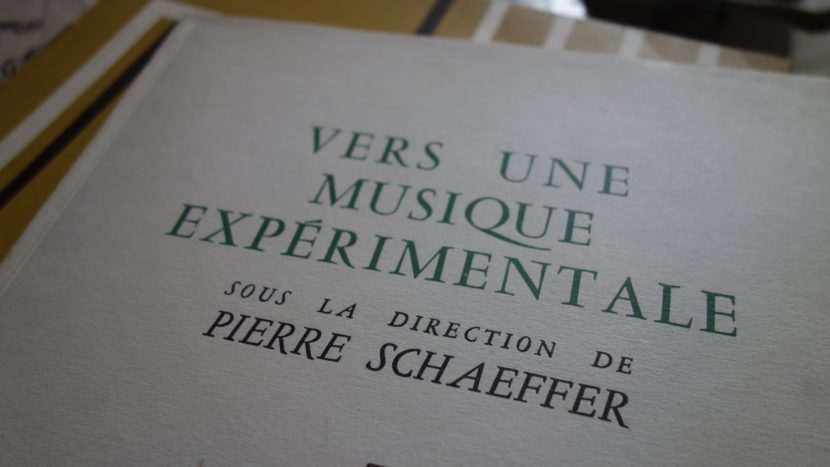 VERS UNE
MUSIQUE
EXPÉRIMENTALE
SOUS LA DIRECTION DE
PIERRE SCHAEFFER